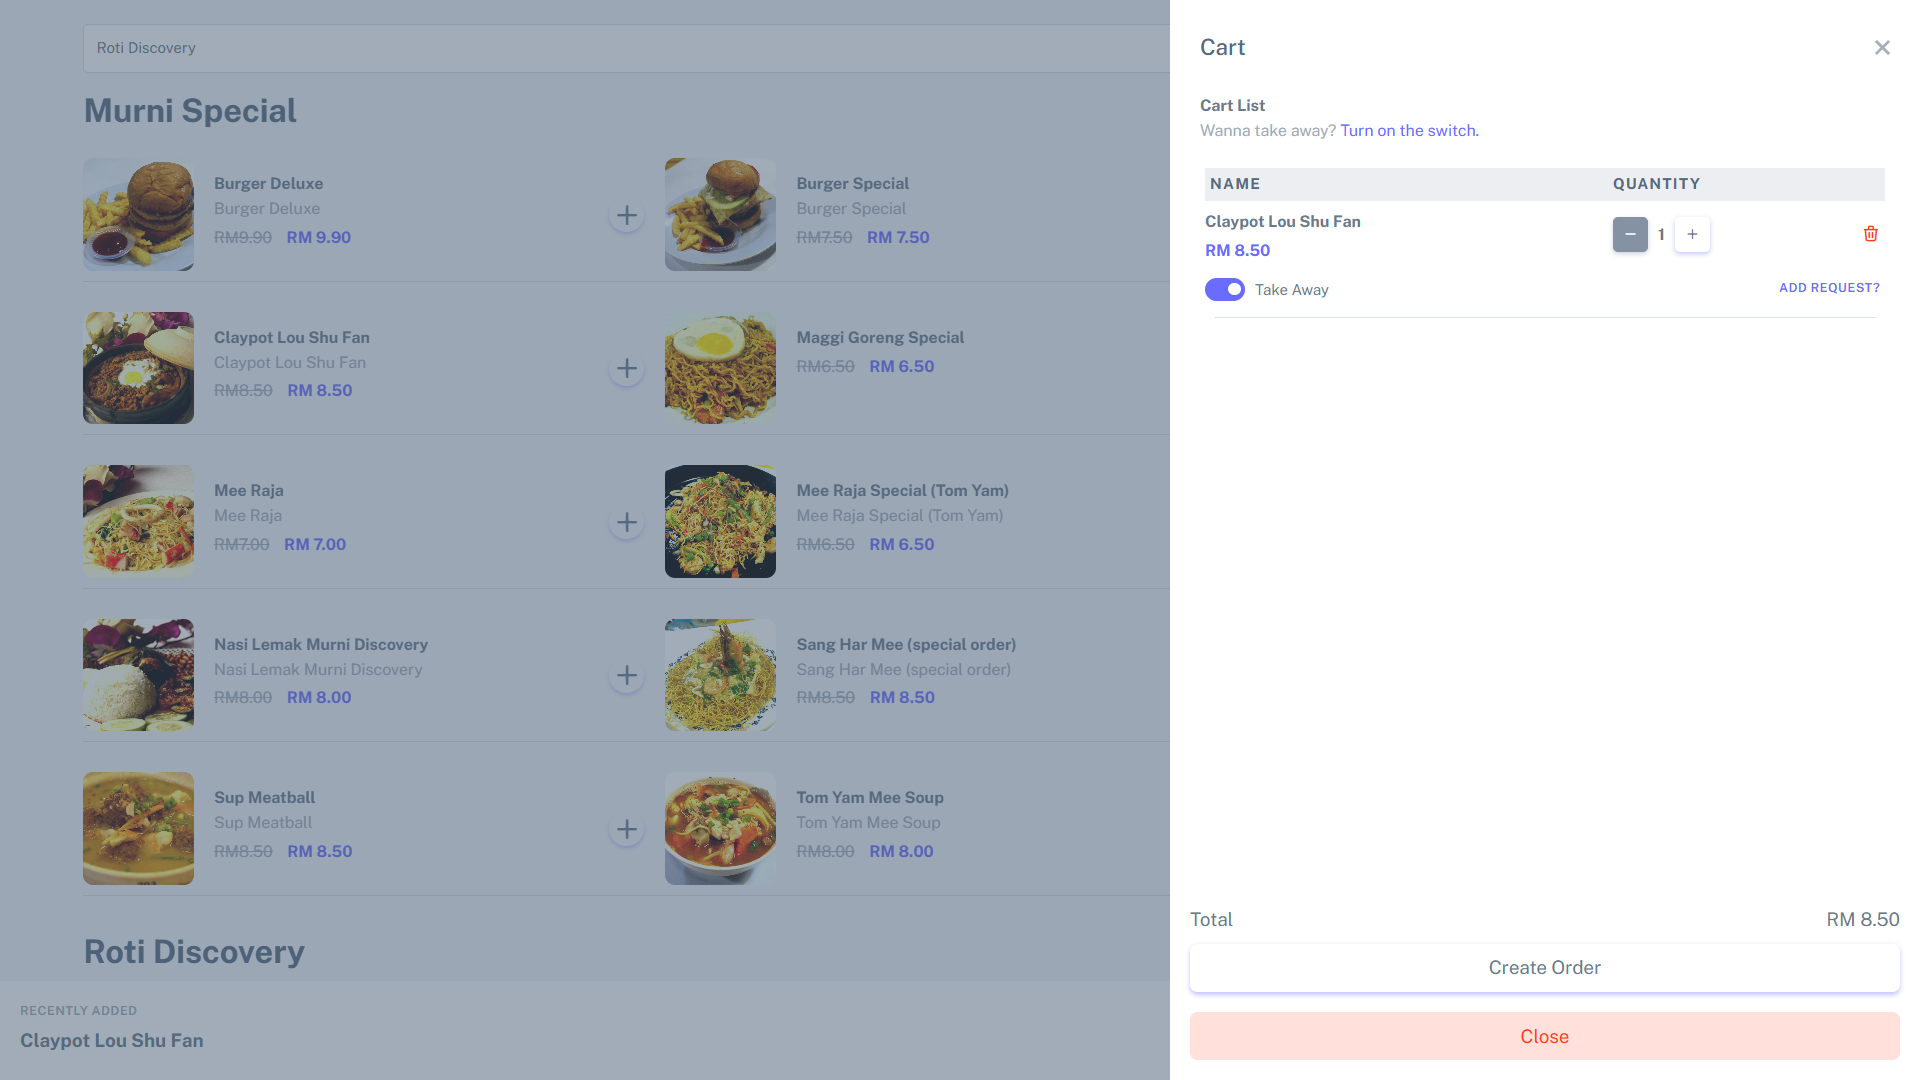 Roti Discovery
Murni Special
Burger Deluxe
Burger Deluxe
RM9.90 RM 9.90
Burger Special
Burger Special
RM7.50 RM 7.50
Claypot Lou Shu Fan
Claypot Lou Shu Fan
RM8.50 RM 8.50
Maggi Goreng Special
RM6.50 RM 6.50
Mee Raja
Mee Raja
RM7.00 RM 7.00
Mee Raja Special (Tom Yam)
Mee Raja Special (Tom Yam)
RM6.50 RM 6.50
Nasi Lemak Murni Discovery
Nasi Lemak Murni Discovery
RM8.00 RM 8.00
Sang Har Mee (special order)
Sang Har Mee (special order)
RM8.50 RM 8.50
Sup Meatball
Sup Meatball
RM8.50 RM 8.50
Tom Yam Mee Soup
Tom Yam Mee Soup
RM8.00 RM 8.00
Roti Discovery
RECENTLY ADDED
Claypot Lou Shu Fan
Cart
Cart List
Wanna take away? Turn on the switch.
NAME QUANTITY
Claypot Lou Shu Fan
RM 8.50
1
Take Away
ADD REQUEST?
Total RM 8.50
Create Order
Close